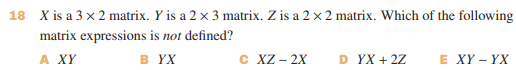 18 X is a 3 × 2 matrix. Y is a 2 × 3 matrix. Z is a 2 × 2 matrix. Which of the following
matrix expressions is not defined?
A XY B YX C XZ – 2X D YX + 2Z E XY – YX